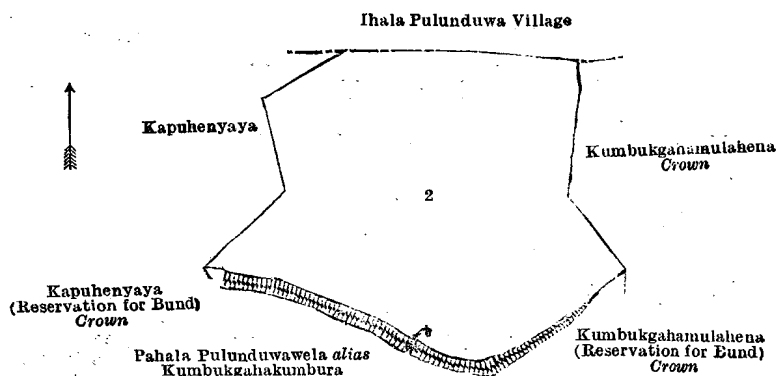 Ihala Pulunduwa Village
Kapuhenyaya
Kumbukgahamulahena
Crown
2
Kapuhenyaya
(Reservation for Bund)
Crown
Kumbukgahamulahena
(Reservation for Bund)
Crown
Pahala Pulunduwawela alias
Kumbukgahakumbura